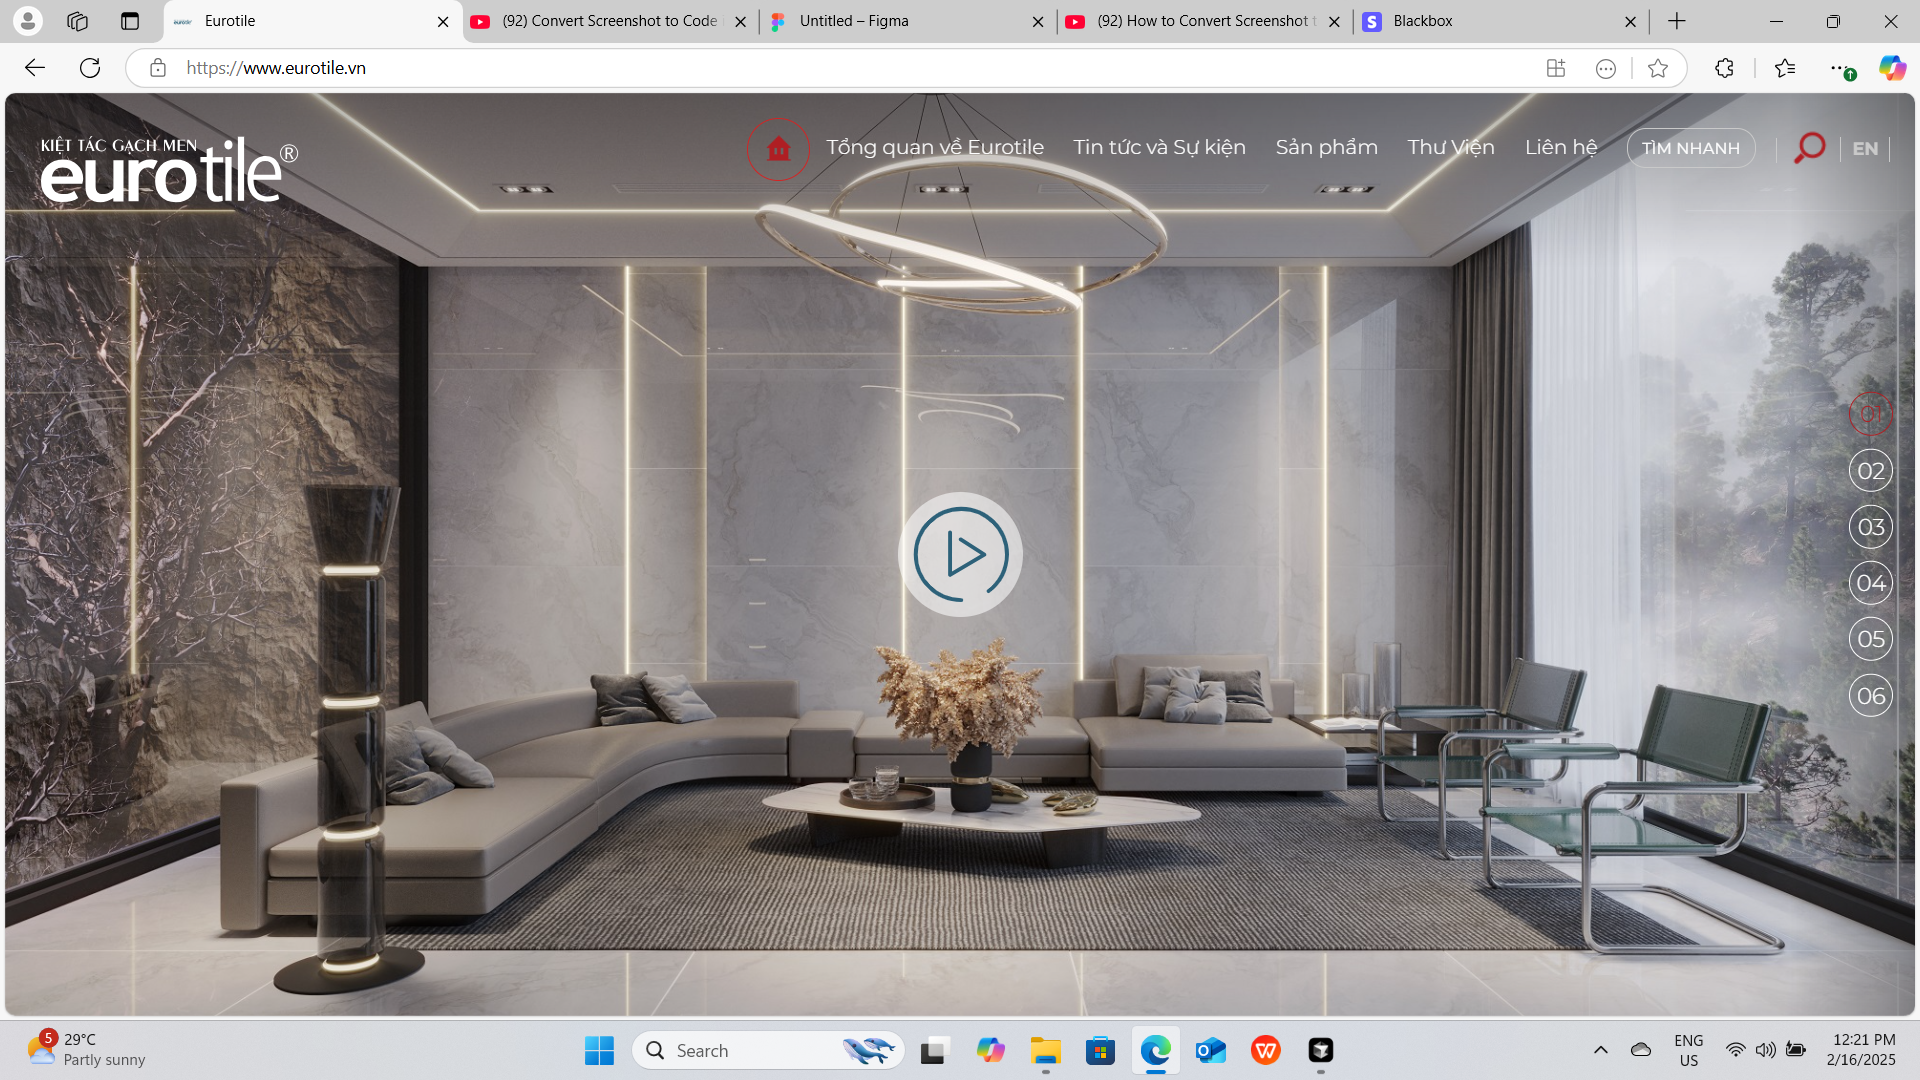 Eurotile
(92) Convert Screenshot to Code i
Untitled – Figma
(92) How to Convert Screenshot t
S
Blackbox
https://www.eurotile.vn
KIỆT TÁC GẠCH MEN
eurotile®
Tổng quan về Eurotile
Tin tức và Sự kiện
Sản phẩm
Thư Viện
Liên hệ
TÌM NHANH
EN
01
02
03
04
05
06
5
29°C
Partly sunny
Search
ENG
US
12:21 PM
2/16/2025